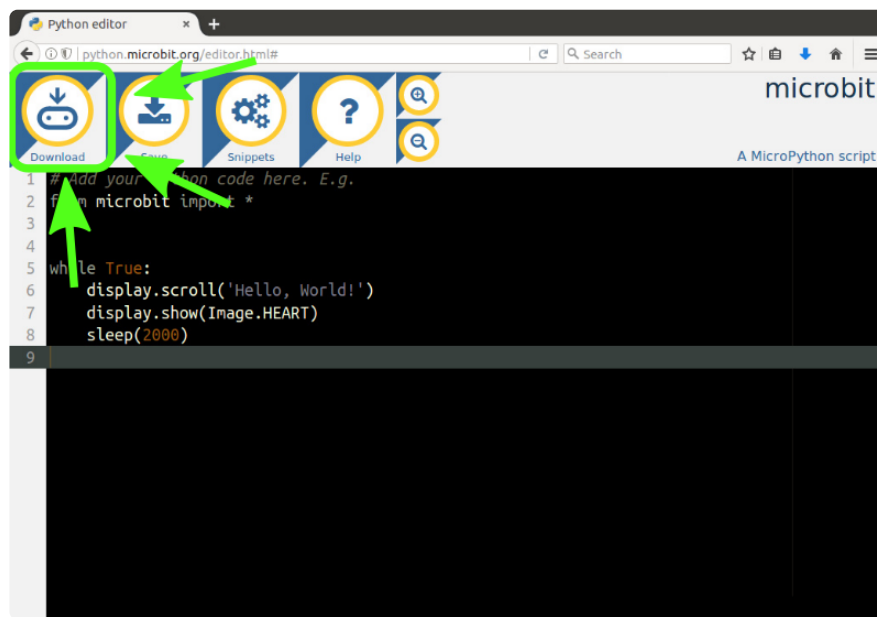 Python editor
python.microbit.org/editor.html#
Search
microbit
Download
Save
Snippets
Help
A MicroPython script
1 # Add your Python code here. E.g.
2 from microbit import *
3
4
5 while True:
6     display.scroll('Hello, World!')
7     display.show(Image.HEART)
8     sleep(2000)
9